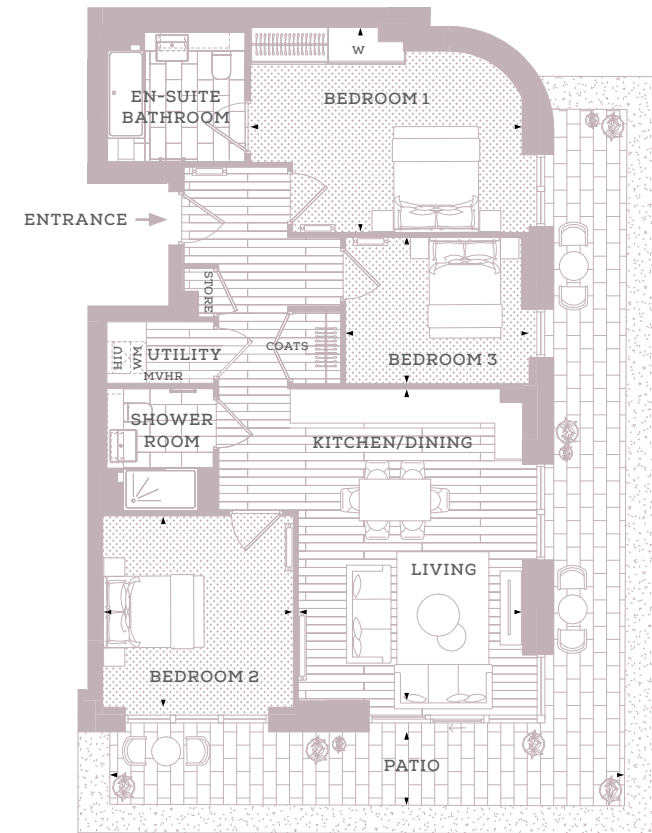 W
EN-SUITE
BATHROOM
BEDROOM 1
ENTRANCE
STORE
HIU
WM
UTILITY
MVHR
COATS
BEDROOM 3
SHOWER
ROOM
KITCHEN/DINING
LIVING
BEDROOM 2
PATIO